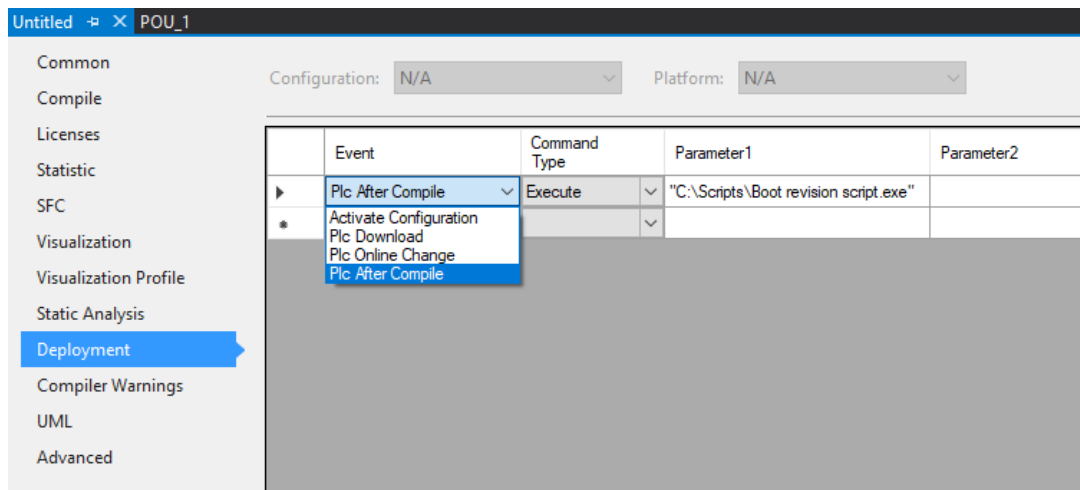 Untitled POU_1
Common
Compile
Licenses
Statistic
SFC
Visualization
Visualization Profile
Static Analysis
Deployment
Compiler Warnings
UML
Advanced
Configuration: N/A Platform: N/A
Event Command Type Parameter1 Parameter2
Plc After Compile Execute "C:\Scripts\Boot revision script.exe"
Activate Configuration
Plc Download
Plc Online Change
Plc After Compile